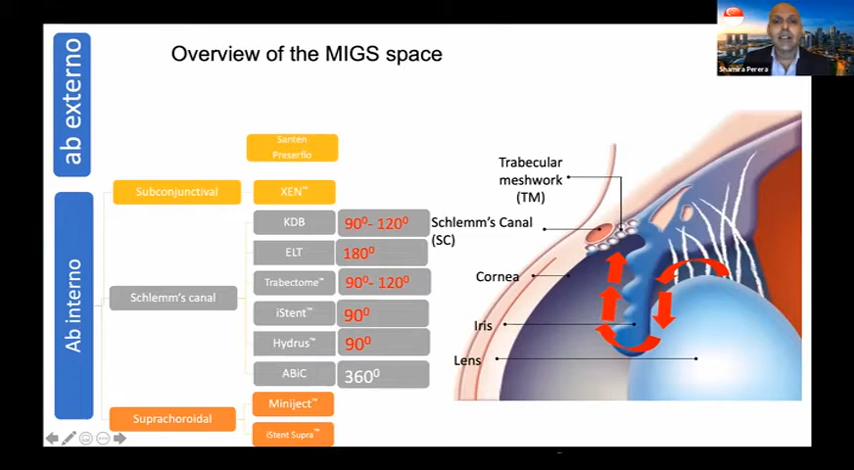 Overview of the MIGS space
Shamira Perera
ab externo
Ab interno
Santen
Preserflo
Subconjunctival
XEN™
Schlemm's canal
KDB
90⁰- 120⁰
ELT
180⁰
Trabectome™
90⁰- 120⁰
iStent™
90⁰
Hydrus™
90⁰
ABiC
360⁰
Suprachoroidal
Miniject™
iStent Supra™
Trabecular
meshwork
(TM)
Schlemm's Canal
(SC)
Cornea
Iris
Lens